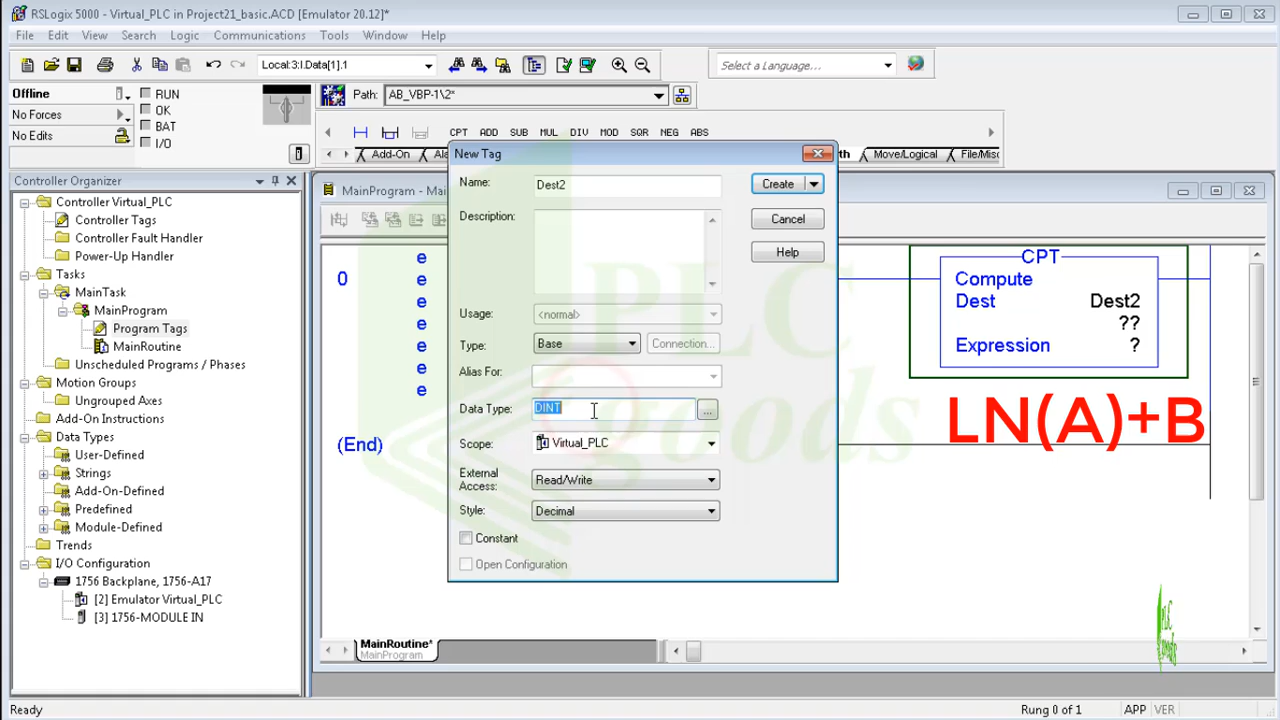 RSLogix 5000 - Virtual_PLC in Project21_basic.ACD [Emulator 20.12]*
File Edit View Search Logic Communications Tools Window Help
Local:3:I.Data[1].1
Select a Language...
Offline
RUN
Path: AB_VBP-1\2*
No Forces
OK
No Edits
BAT
I/O
CPT ADD SUB MUL DIV MOD SQR NEG ABS
Add-On
Move/Logical
File/Misc
Controller Organizer
Controller Virtual_PLC
Controller Tags
Controller Fault Handler
Power-Up Handler
Tasks
MainTask
MainProgram
Program Tags
MainRoutine
Unscheduled Programs / Phases
Motion Groups
Ungrouped Axes
Add-On Instructions
Data Types
User-Defined
Strings
Add-On-Defined
Predefined
Module-Defined
Trends
I/O Configuration
1756 Backplane, 1756-A17
[2] Emulator Virtual_PLC
[3] 1756-MODULE IN
MainProgram - Mai
0
e
e
e
e
e
e
e
(End)
New Tag
Name: Dest2
Create
Description:
Cancel
Help
Usage: <normal>
Type: Base
Connection...
Alias For:
Data Type: DINT
...
Scope: Virtual_PLC
External
Access:
Read/Write
Style: Decimal
Constant
Open Configuration
CPT
Compute
Dest Dest2
??
Expression ?
LN(A)+B
PLC
goods
PLC
Goods
MainRoutine*
MainProgram
Ready
Rung 0 of 1
APP
VER